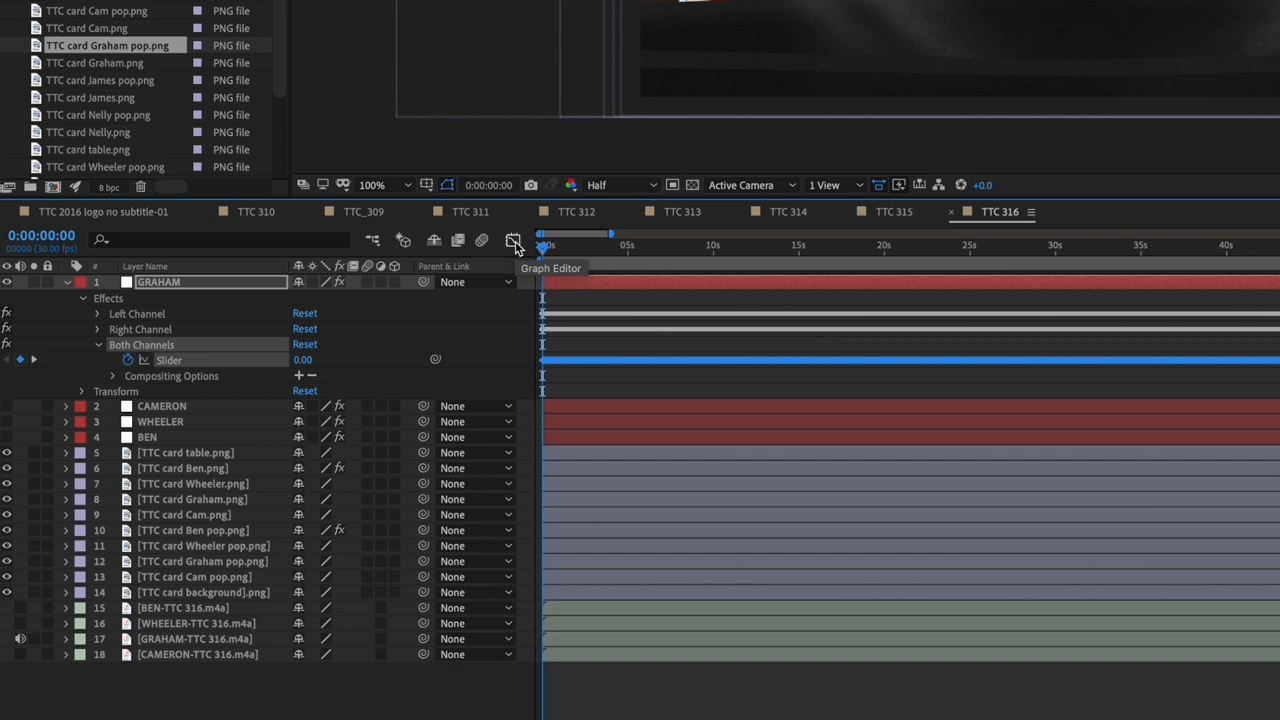 TTC card Cam pop.png PNG file
TTC card Cam.png PNG file
TTC card Graham pop.png PNG file
TTC card Graham.png PNG file
TTC card James pop.png PNG file
TTC card James.png PNG file
TTC card Nelly pop.png PNG file
TTC card Nelly.png PNG file
TTC card table.png PNG file
TTC card Wheeler pop.png PNG file
8 bpc
100% 0:00:00:00 Half Active Camera 1 View +0.0
TTC 2016 logo no subtitle-01 TTC 310 TTC_309 TTC 311 TTC 312 TTC 313 TTC 314 TTC 315 × TTC 316
0:00:00:00
00000 (30.00 fps)
05s 10s 15s 20s 25s 30s 35s 40s
Graph Editor
# Layer Name fx Parent & Link
1 GRAHAM fx None
Effects
fx Left Channel Reset
fx Right Channel Reset
fx Both Channels Reset
Slider 0.00
Compositing Options + −
Transform Reset
2 CAMERON fx None
3 WHEELER fx None
4 BEN fx None
5 [TTC card table.png] None
6 [TTC card Ben.png] fx None
7 [TTC card Wheeler.png] None
8 [TTC card Graham.png] None
9 [TTC card Cam.png] None
10 [TTC card Ben pop.png] fx None
11 [TTC card Wheeler pop.png] None
12 [TTC card Graham pop.png] None
13 [TTC card Cam pop.png] None
14 [TTC card background].png] None
15 [BEN-TTC 316.m4a] None
16 [WHEELER-TTC 316.m4a] None
17 [GRAHAM-TTC 316.m4a] None
18 [CAMERON-TTC 316.m4a] None